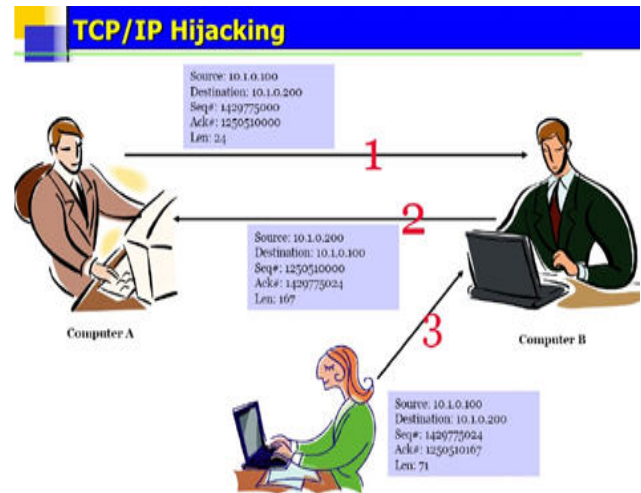 TCP/IP Hijacking
Source: 10.1.0.100
Destination: 10.1.0.200
Seq#: 1429775000
Ack#: 1250510000
Len: 24
1
2
Source: 10.1.0.200
Destination: 10.1.0.100
Seq#: 1250510000
Ack#: 1429775024
Len: 167
3
Computer A
Computer B
Source: 10.1.0.100
Destination: 10.1.0.200
Seq#: 1429775024
Ack#: 1250510167
Len: 71